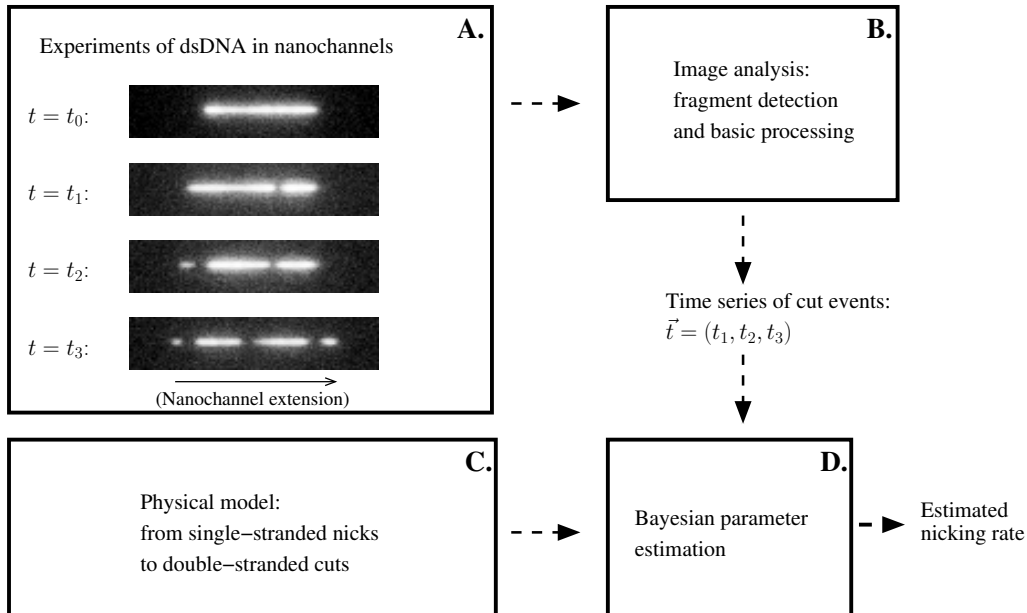 A.
Experiments of dsDNA in nanochannels
t = t₀:
t = t₁:
t = t₂:
t = t₃:
(Nanochannel extension)
B.
Image analysis:
fragment detection
and basic processing
Time series of cut events:
t⃗ = (t₁, t₂, t₃)
C.
Physical model:
from single−stranded nicks
to double−stranded cuts
D.
Bayesian parameter
estimation
Estimated
nicking rate